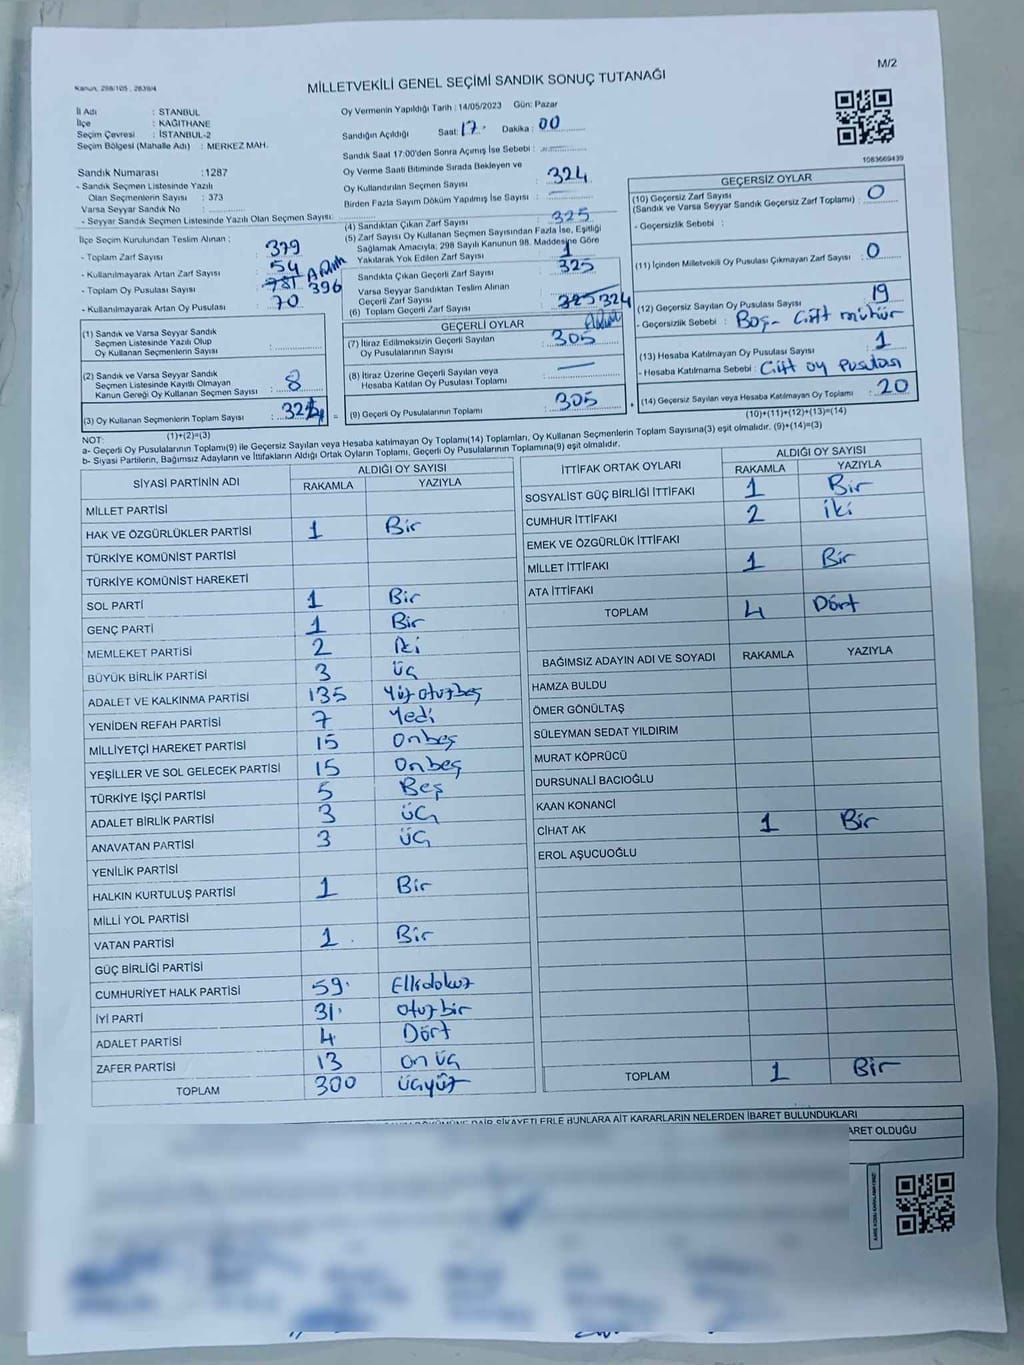 M/2
Kanun, 298/105, 2839/4
MİLLETVEKİLİ GENEL SEÇİMİ SANDIK SONUÇ TUTANAĞI
İl Adı : STANBUL
İlçe : KAĞITHANE
Seçim Çevresi : İSTANBUL-2
Seçim Bölgesi (Mahalle Adı) : MERKEZ MAH.
Sandık Numarası : 1287
- Sandık Seçmen Listesinde Yazılı
Olan Seçmenlerin Sayısı : 373
Varsa Seyyar Sandık No :
- Seyyar Sandık Seçmen Listesinde Yazılı Olan Seçmen Sayısı:
İlçe Seçim Kurulundan Teslim Alınan ;
- Toplam Zarf Sayısı : 379
- Kullanılmayarak Artan Zarf Sayısı : 54
- Toplam Oy Pusulası Sayısı : 396
- Kullanılmayarak Artan Oy Pusulası : 70
(1) Sandık ve Varsa Seyyar Sandık
Seçmen Listesinde Yazılı Olup
Oy Kullanan Seçmenlerin Sayısı :
(2) Sandık ve Varsa Seyyar Sandık
Seçmen Listesinde Kayıtlı Olmayan
Kanun Gereği Oy Kullanan Seçmen Sayısı : 8
(3) Oy Kullanan Seçmenlerin Toplam Sayısı : 324 =
(1)+(2)=(3)
Oy Vermenin Yapıldığı Tarih : 14/05/2023 Gün: Pazar
Sandığın Açıldığı Saat: 17. Dakika : 00
Sandık Saat 17:00'den Sonra Açımış İse Sebebi :
Oy Verme Saati Bitiminde Sırada Bekleyen ve
Oy Kullandırılan Seçmen Sayısı : 324
Birden Fazla Sayım Döküm Yapılmış İse Sayısı :
(4) Sandıktan Çıkan Zarf Sayısı : 325
(5) Zarf Sayısı Oy Kullanan Seçmen Sayısından Fazla İse, Eşitliği
Sağlamak Amacıyla; 298 Sayılı Kanunun 98. Maddesine Göre
Yakılarak Yok Edilen Zarf Sayısı : 1
Sandıkta Çıkan Geçerli Zarf Sayısı : 325
Varsa Seyyar Sandıktan Teslim Alınan
Geçerli Zarf Sayısı :
(6) Toplam Geçerli Zarf Sayısı : 325 324
GEÇERLİ OYLAR
(7) İtiraz Edilmeksizin Geçerli Sayılan
Oy Pusulalarının Sayısı : 305
(8) İtiraz Üzerine Geçerli Sayılan veya
Hesaba Katılan Oy Pusulası Toplamı : —
(9) Geçerli Oy Pusulalarının Toplamı : 305 +
GEÇERSİZ OYLAR
(10) Geçersiz Zarf Sayısı
(Sandık ve Varsa Seyyar Sandık Geçersiz Zarf Toplamı) : 0
- Geçersizlik Sebebi :
(11) İçinden Milletvekili Oy Pusulası Çıkmayan Zarf Sayısı : 0
(12) Geçersiz Sayılan Oy Pusulası Sayısı : 19
- Geçersizlik Sebebi : Boş - Çift mühür
(13) Hesaba Katılmayan Oy Pusulası Sayısı : 1
- Hesaba Katılmama Sebebi : Çift oy Pusulası
(14) Geçersiz Sayılan veya Hesaba Katılmayan Oy Toplamı : 20
(10)+(11)+(12)+(13)=(14)
1083669439
NOT:
a- Geçerli Oy Pusulalarının Toplamı(9) ile Geçersiz Sayılan veya Hesaba katılmayan Oy Toplamı(14) Toplamları, Oy Kullanan Seçmenlerin Toplam Sayısına(3) eşit olmalıdır. (9)+(14)=(3)
b- Siyasi Partilerin, Bağımsız Adayların ve İttifakların Aldığı Ortak Oyların Toplamı, Geçerli Oy Pusulalarının Toplamına(9) eşit olmalıdır.
SİYASİ PARTİNİN ADI ALDIĞI OY SAYISI
RAKAMLA YAZIYLA
MİLLET PARTİSİ
HAK VE ÖZGÜRLÜKLER PARTİSİ 1 Bir
TÜRKİYE KOMÜNİST PARTİSİ
TÜRKİYE KOMÜNİST HAREKETİ
SOL PARTİ 1 Bir
GENÇ PARTİ 1 Bir
MEMLEKET PARTİSİ 2 İki
BÜYÜK BİRLİK PARTİSİ 3 üç
ADALET VE KALKINMA PARTİSİ 135 Yüz otuzbeş
YENİDEN REFAH PARTİSİ 7 Yedi
MİLLİYETÇİ HAREKET PARTİSİ 15 Onbeş
YEŞİLLER VE SOL GELECEK PARTİSİ 15 Onbeş
TÜRKİYE İŞÇİ PARTİSİ 5 Beş
ADALET BİRLİK PARTİSİ 3 üç
ANAVATAN PARTİSİ 3 üç
YENİLİK PARTİSİ
HALKIN KURTULUŞ PARTİSİ 1 Bir
MİLLİ YOL PARTİSİ
VATAN PARTİSİ 1 Bir
GÜÇ BİRLİĞİ PARTİSİ
CUMHURİYET HALK PARTİSİ 59 Ellidokuz
İYİ PARTİ 31 otuzbir
ADALET PARTİSİ 4 Dört
ZAFER PARTİSİ 13 on üç
TOPLAM 300 üçyüz
İTTİFAK ORTAK OYLARI ALDIĞI OY SAYISI
RAKAMLA YAZIYLA
SOSYALİST GÜÇ BİRLİĞİ İTTİFAKI 1 Bir
CUMHUR İTTİFAKI 2 iki
EMEK VE ÖZGÜRLÜK İTTİFAKI
MİLLET İTTİFAKI 1 Bir
ATA İTTİFAKI
TOPLAM 4 Dört
BAĞIMSIZ ADAYIN ADI VE SOYADI RAKAMLA YAZIYLA
HAMZA BULDU
ÖMER GÖNÜLTAŞ
SÜLEYMAN SEDAT YILDIRIM
MURAT KÖPRÜCÜ
DURSUNALİ BACIOĞLU
KAAN KONANCİ
CİHAT AK 1 Bir
EROL AŞUCUOĞLU
TOPLAM 1 Bir
DAİR ŞİKAYETLERLE BUNLARA AİT KARARLARIN NELERDEN İBARET BULUNDUKLARI
OLDUĞU